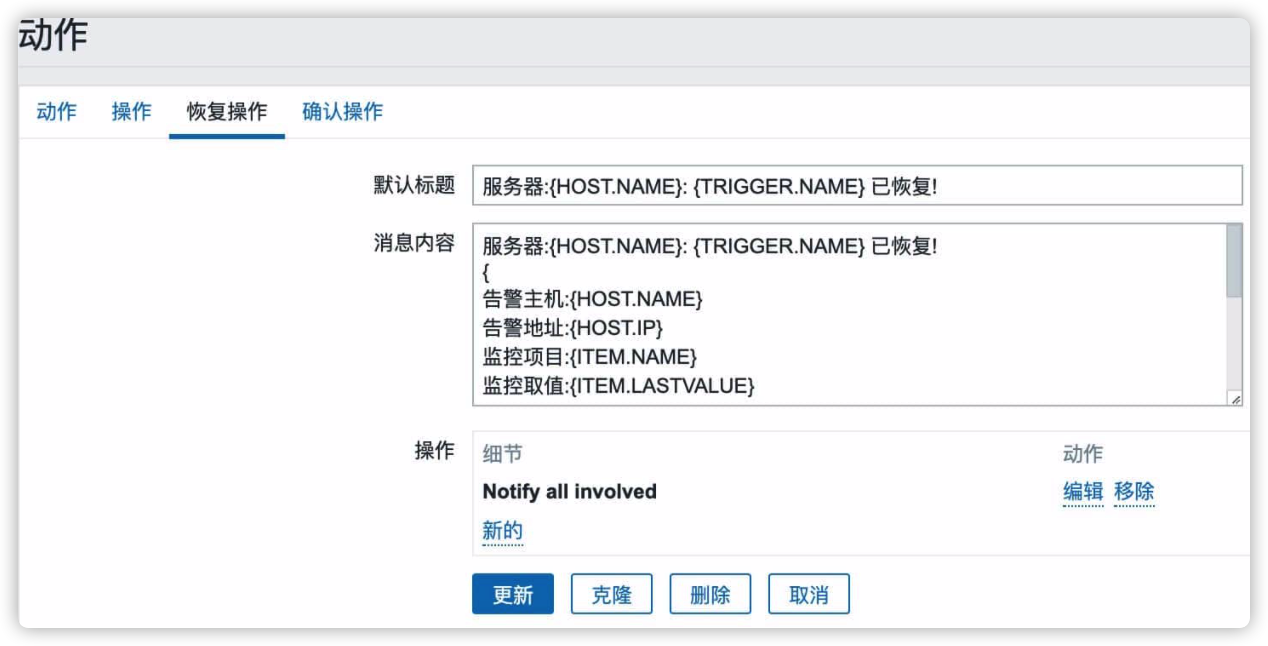 动作
动作 操作 恢复操作 确认操作
默认标题 服务器:{HOST.NAME}: {TRIGGER.NAME} 已恢复!
消息内容 服务器:{HOST.NAME}: {TRIGGER.NAME} 已恢复!
{
告警主机:{HOST.NAME}
告警地址:{HOST.IP}
监控项目:{ITEM.NAME}
监控取值:{ITEM.LASTVALUE}
操作 细节 动作
Notify all involved 编辑 移除
新的
更新 克隆 删除 取消